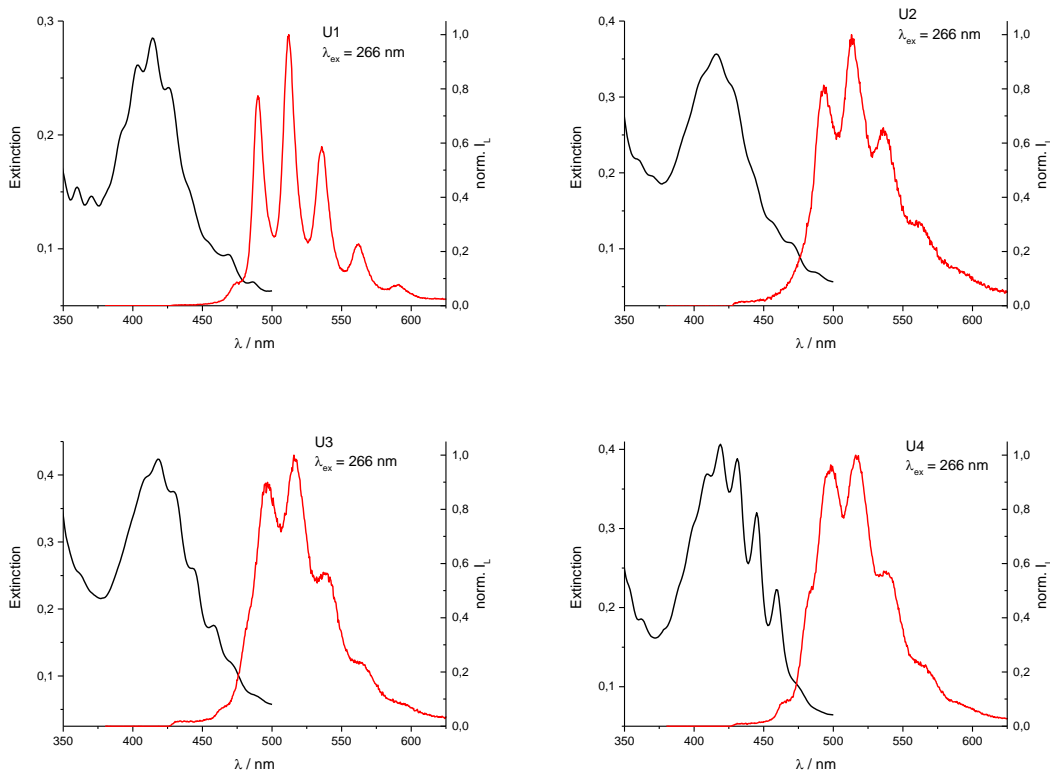 U1
λex = 266 nm
Extinction
0,3
0,2
0,1
norm. IL
1,0
0,8
0,6
0,4
0,2
0,0
350 400 450 500 550 600
λ / nm
U2
λex = 266 nm
Extinction
0,4
0,3
0,2
0,1
norm. IL
1,0
0,8
0,6
0,4
0,2
0,0
350 400 450 500 550 600
λ / nm
U3
λex = 266 nm
Extinction
0,4
0,3
0,2
0,1
norm. IL
1,0
0,8
0,6
0,4
0,2
0,0
350 400 450 500 550 600
λ / nm
U4
λex = 266 nm
Extinction
0,4
0,3
0,2
0,1
norm. IL
1,0
0,8
0,6
0,4
0,2
0,0
350 400 450 500 550 600
λ / nm